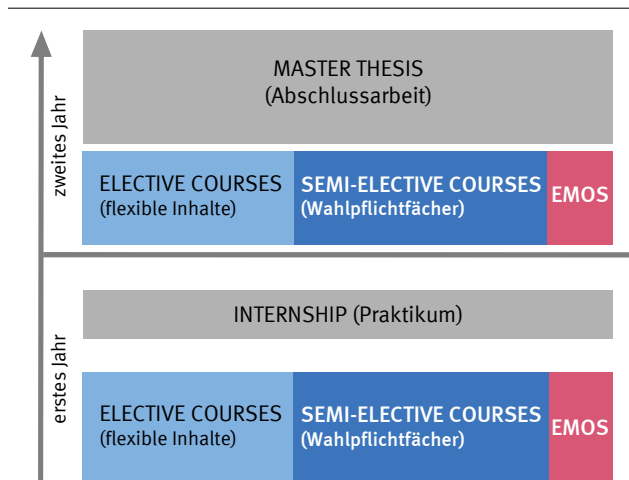 MASTER THESIS
(Abschlussarbeit)
zweites Jahr
ELECTIVE COURSES
(flexible Inhalte)
SEMI-ELECTIVE COURSES
(Wahlpflichtfächer)
EMOS
INTERNSHIP (Praktikum)
erstes Jahr
ELECTIVE COURSES
(flexible Inhalte)
SEMI-ELECTIVE COURSES
(Wahlpflichtfächer)
EMOS